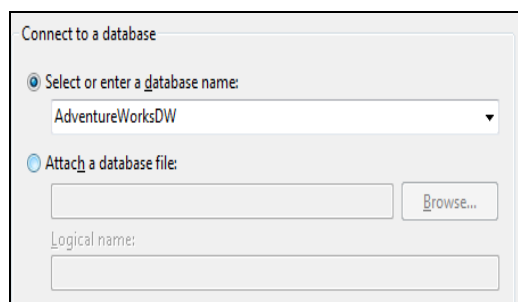 Connect to a database
Select or enter a database name:
AdventureWorksDW
Attach a database file:
Browse...
Logical name: